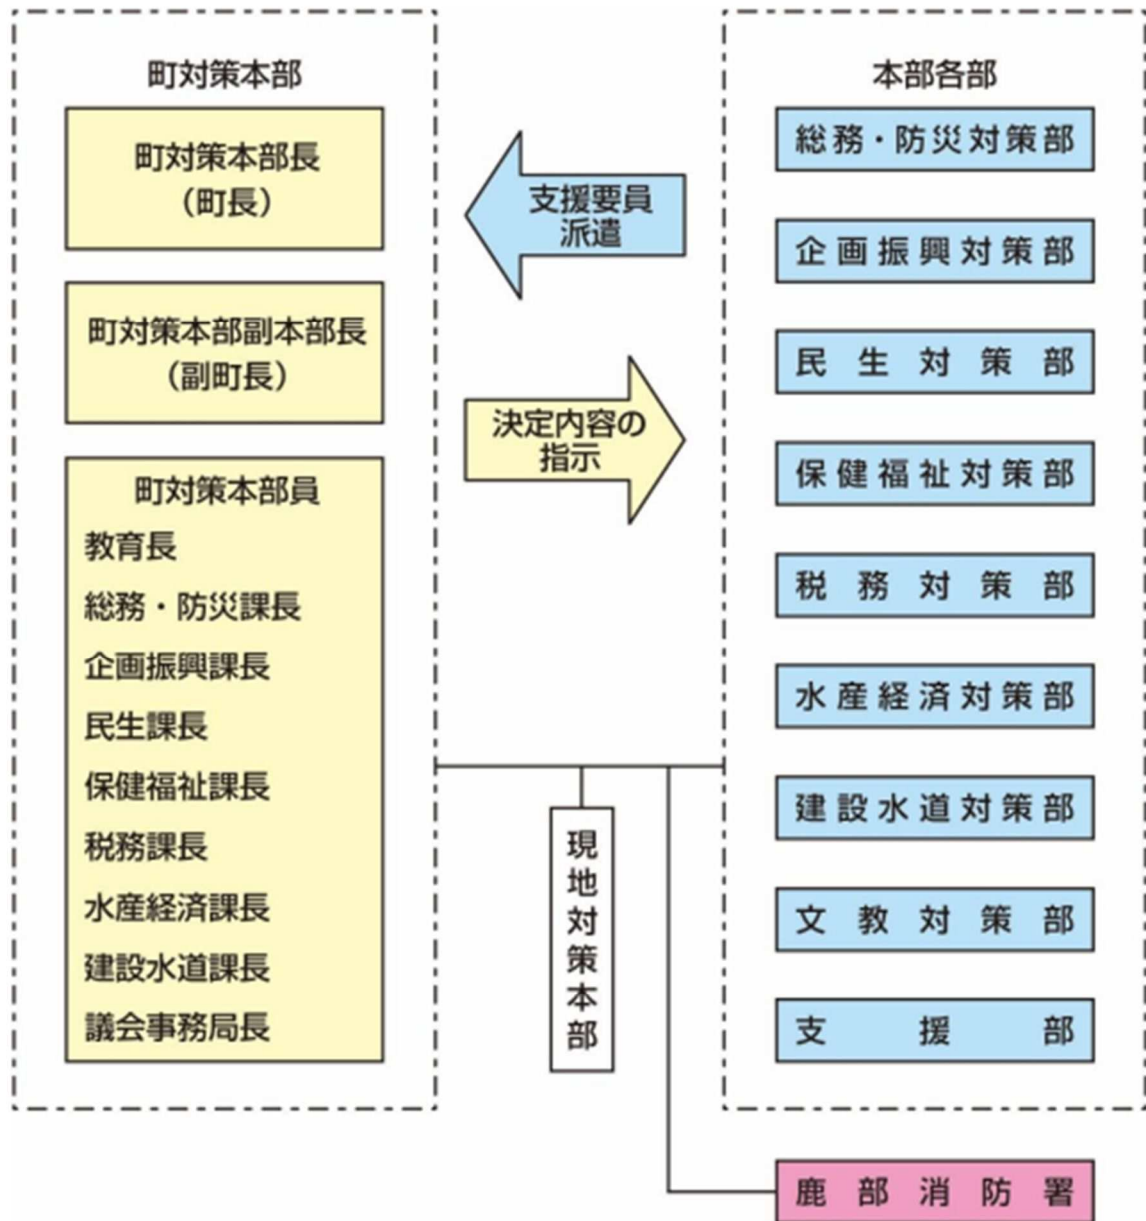 町対策本部
町対策本部長
（町長）
町対策本部副本部長
（副町長）
町対策本部員
教育長
総務・防災課長
企画振興課長
民生課長
保健福祉課長
税務課長
水産経済課長
建設水道課長
議会事務局長
支援要員
派遣
決定内容の
指示
現地対策本部
本部各部
総務・防災対策部
企画振興対策部
民生対策部
保健福祉対策部
税務対策部
水産経済対策部
建設水道対策部
文教対策部
支援部
鹿部消防署